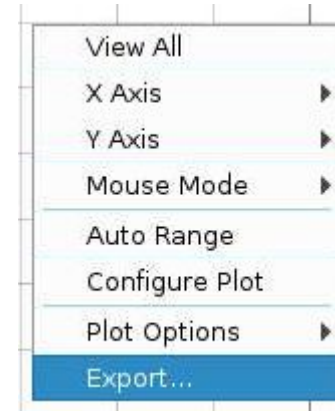 View All
X Axis
Y Axis
Mouse Mode
Auto Range
Configure Plot
Plot Options
Export...